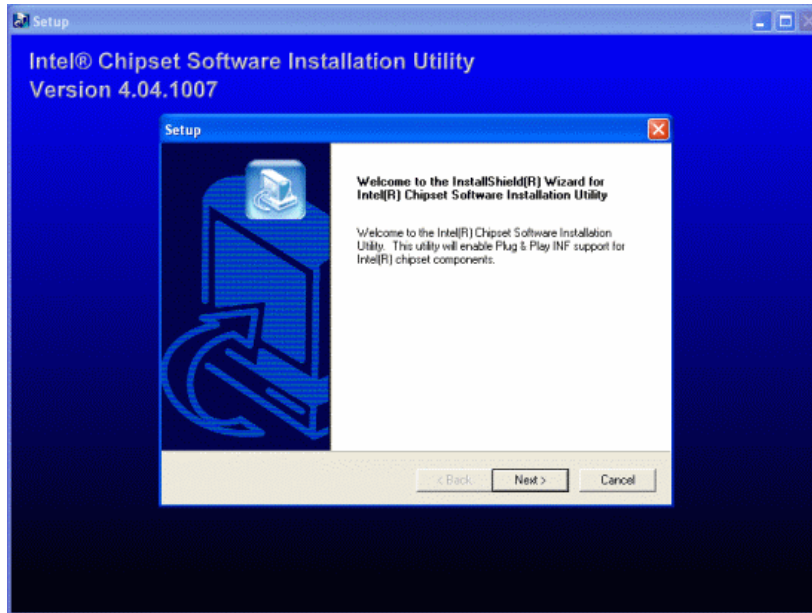 Setup
Intel® Chipset Software Installation Utility
Version 4.04.1007
Setup
Welcome to the InstallShield(R) Wizard for
Intel(R) Chipset Software Installation Utility
Welcome to the Intel(R) Chipset Software Installation
Utility. This utility will enable Plug & Play INF support for
Intel(R) chipset components.
< Back Next > Cancel